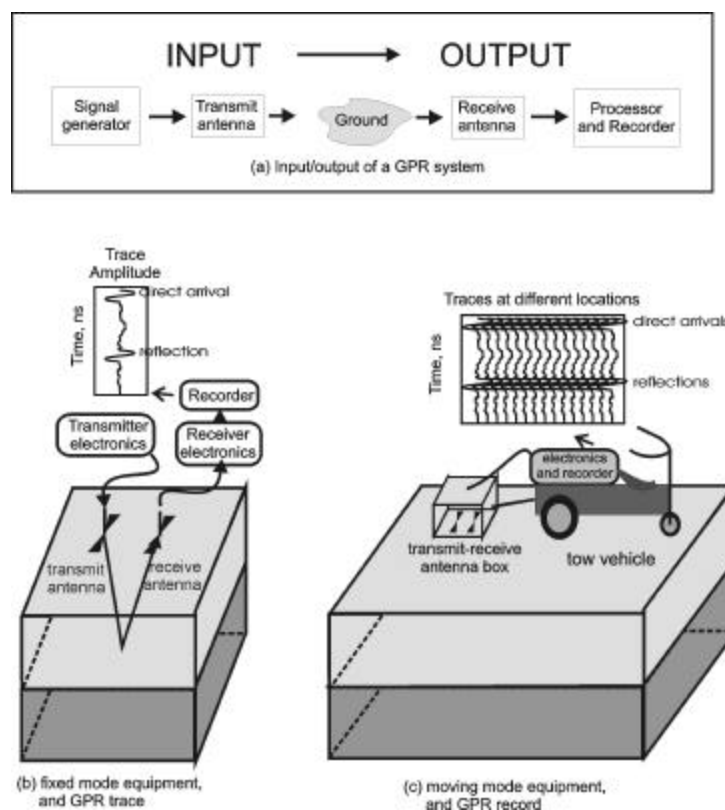 INPUT OUTPUT
Signal
generator
Transmit
antenna
Ground
Receive
antenna
Processor
and Recorder
(a) Input/output of a GPR system
Trace
Amplitude
direct arrival
Time, ns
reflection
Recorder
Transmitter
electronics
Receiver
electronics
transmit
antenna
receive
antenna
(b) fixed mode equipment,
and GPR trace
Traces at different locations
direct arrivals
Time, ns
reflections
electronics
and recorder
transmit-receive
antenna box
tow vehicle
(c) moving mode equipment,
and GPR record